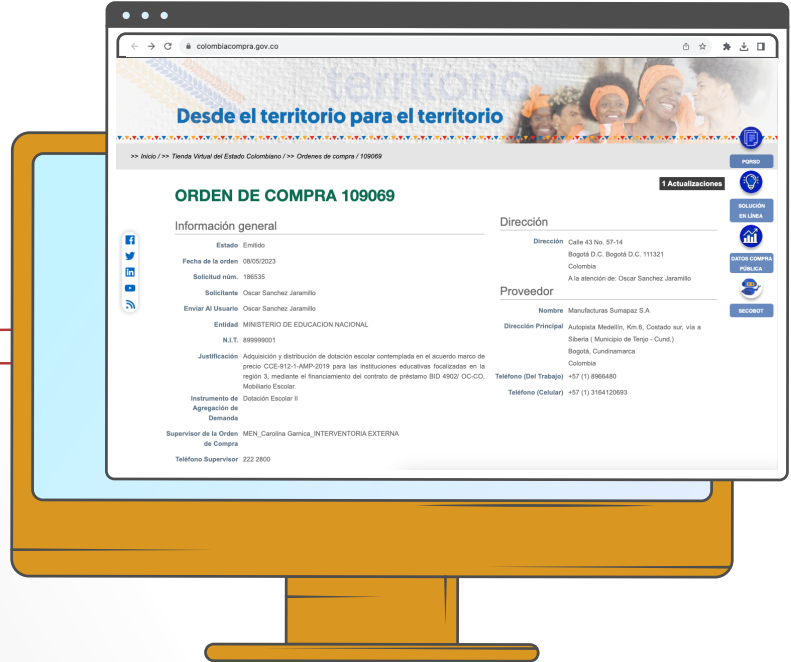 colombiacompra.gov.co
territorio
Desde el territorio para el territorio
>> Inicio / >> Tienda Virtual del Estado Colombiano / >> Ordenes de compra / 109069
1 Actualizaciones
ORDEN DE COMPRA 109069
Información general
Estado Emitido
Fecha de la orden 08/05/2023
Solicitud núm. 186535
Solicitante Oscar Sanchez Jaramillo
Enviar Al Usuario Oscar Sanchez Jaramillo
Entidad MINISTERIO DE EDUCACION NACIONAL
N.I.T. 899999001
Justificación Adquisición y distribución de dotación escolar contemplada en el acuerdo marco de
precio CCE-912-1-AMP-2019 para las instituciones educativas focalizadas en la
región 3, mediante el financiamiento del contrato de préstamo BID 4902/ OC-CO,
Mobiliario Escolar.
Instrumento de Dotación Escolar II
Agregación de
Demanda
Supervisor de la Orden MEN_Carolina Garnica_INTERVENTORIA EXTERNA
de Compra
Teléfono Supervisor 222 2800
Dirección
Dirección Calle 43 No. 57-14
Bogotá D.C. Bogotá D.C. 111321
Colombia
A la atención de: Oscar Sanchez Jaramillo
Proveedor
Nombre Manufacturas Sumapaz S.A
Dirección Principal Autopista Medellín, Km.6, Costado sur, vía a
Siberia ( Municipio de Tenjo - Cund.)
Bogotá, Cundinamarca
Colombia
Teléfono (Del Trabajo) +57 (1) 8966480
Teléfono (Celular) +57 (1) 3164120693
PQRSD
SOLUCIÓN
EN LÍNEA
DATOS COMPRA
PÚBLICA
SECOBOT